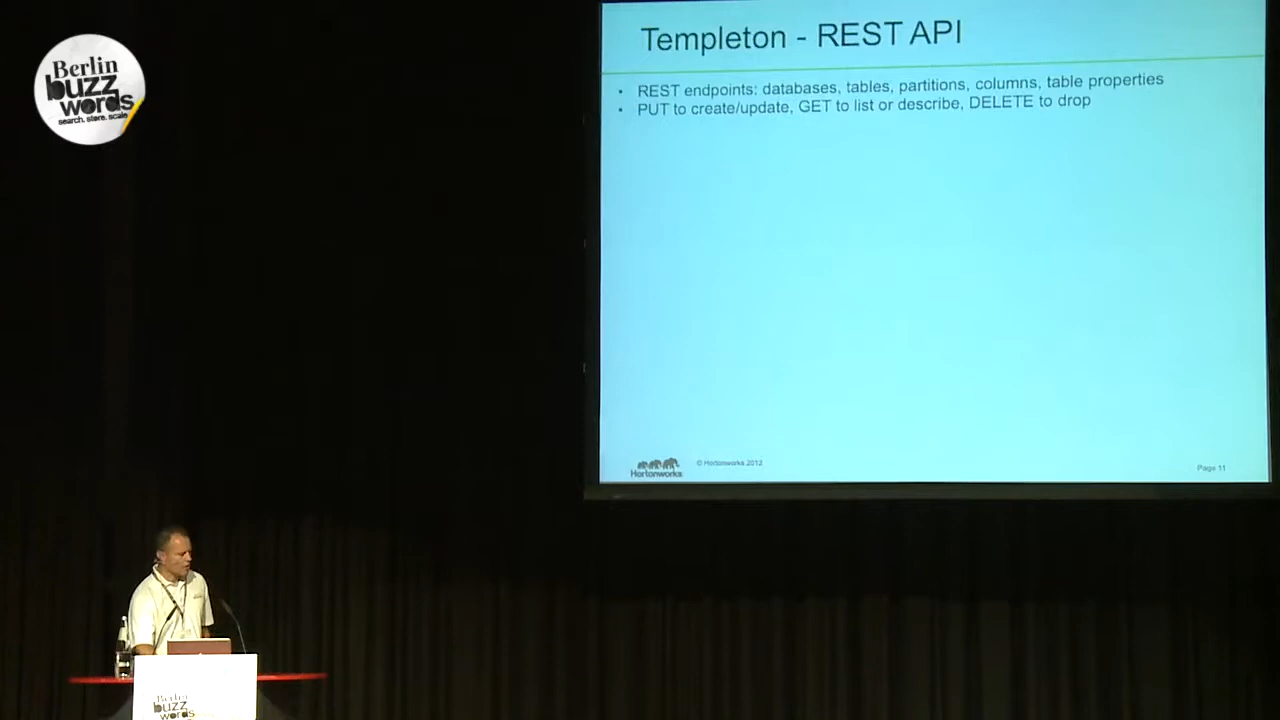 Berlin
buzz
words
search. store. scale
Templeton - REST API
• REST endpoints: databases, tables, partitions, columns, table properties
• PUT to create/update, GET to list or describe, DELETE to drop
Hortonworks
© Hortonworks 2012
Page 11
Berlin
buzz
words